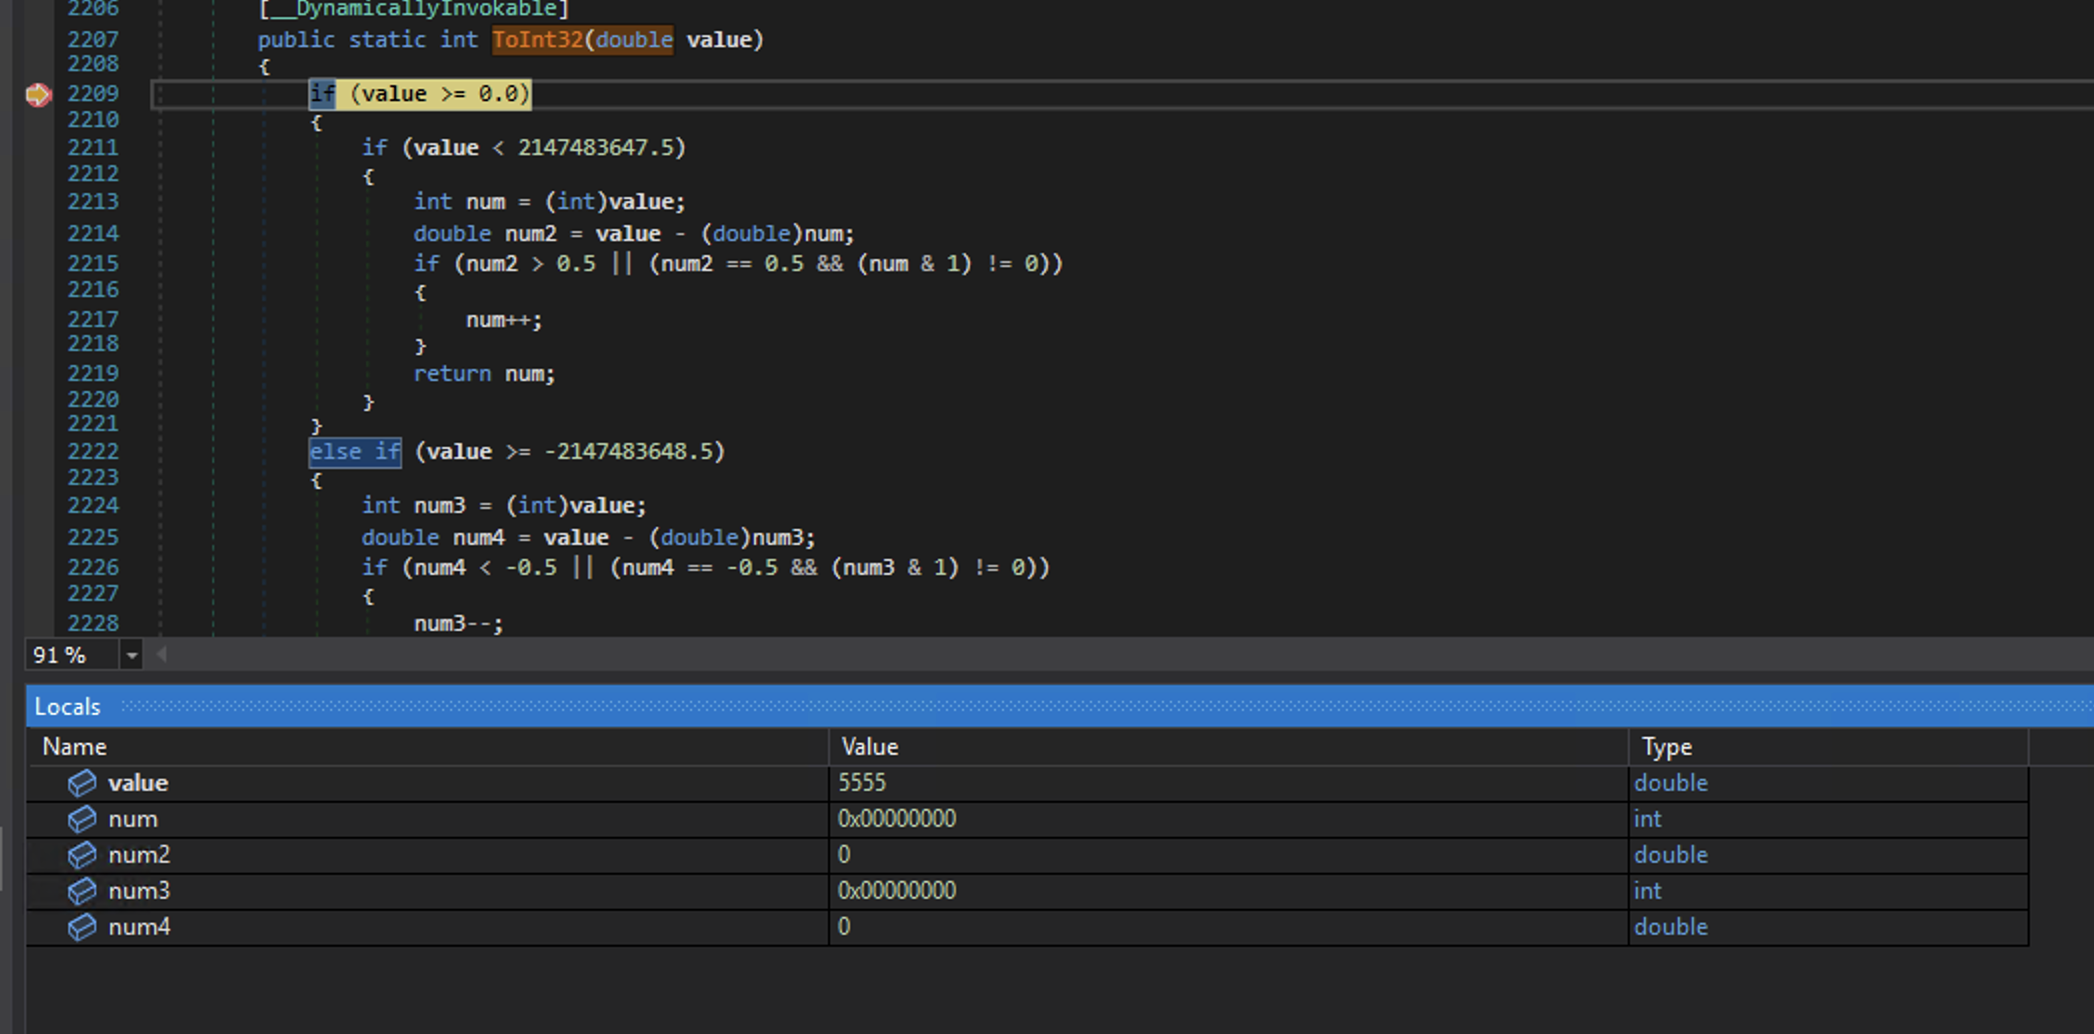 2206 [__DynamicallyInvokable]
2207 public static int ToInt32(double value)
2208 {
2209 if (value >= 0.0)
2210 {
2211 if (value < 2147483647.5)
2212 {
2213 int num = (int)value;
2214 double num2 = value - (double)num;
2215 if (num2 > 0.5 || (num2 == 0.5 && (num & 1) != 0))
2216 {
2217 num++;
2218 }
2219 return num;
2220 }
2221 }
2222 else if (value >= -2147483648.5)
2223 {
2224 int num3 = (int)value;
2225 double num4 = value - (double)num3;
2226 if (num4 < -0.5 || (num4 == -0.5 && (num3 & 1) != 0))
2227 {
2228 num3--;
91 %
Locals
Name Value Type
value 5555 double
num 0x00000000 int
num2 0 double
num3 0x00000000 int
num4 0 double